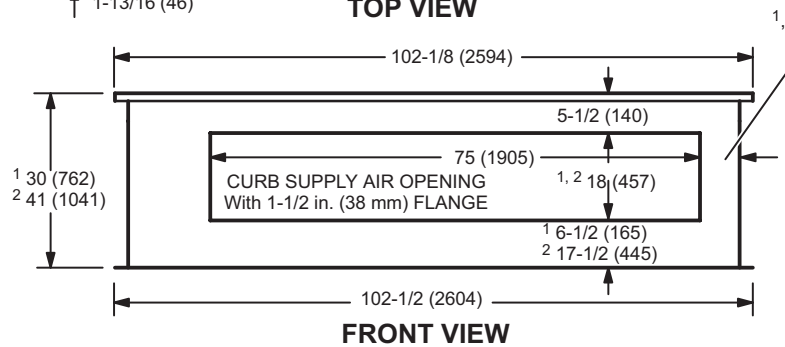 1-13/16 (46)
TOP VIEW
1,
102-1/8 (2594)
5-1/2 (140)
75 (1905)
1 30 (762)
2 41 (1041)
CURB SUPPLY AIR OPENING
With 1-1/2 in. (38 mm) FLANGE
1, 2 18 (457)
1 6-1/2 (165)
2 17-1/2 (445)
102-1/2 (2604)
FRONT VIEW